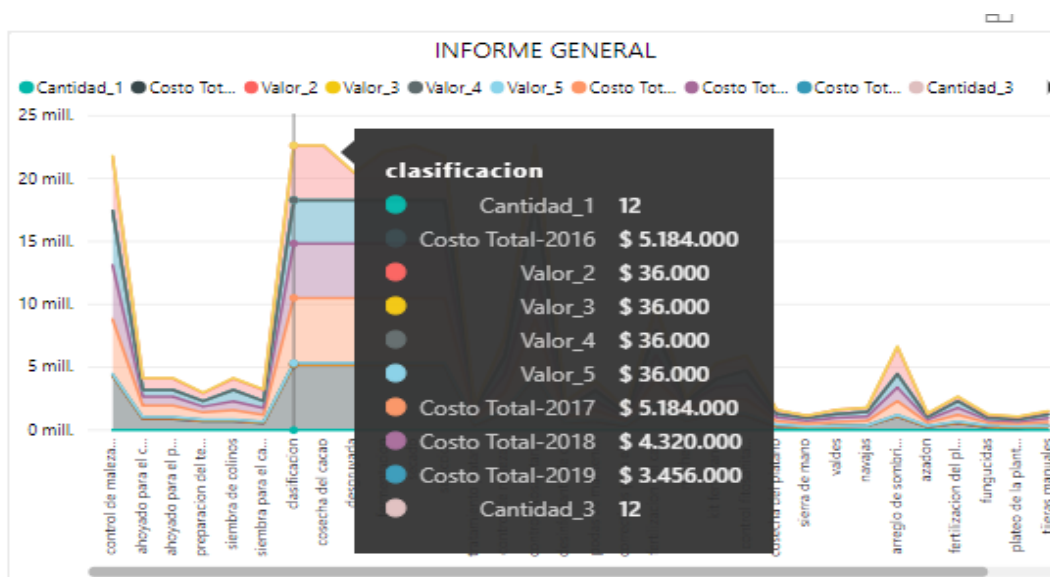 INFORME GENERAL
Cantidad_1 Costo Tot... Valor_2 Valor_3 Valor_4 Valor_5 Costo Tot... Costo Tot... Costo Tot... Cantidad_3
25 mill.
20 mill.
15 mill.
10 mill.
5 mill.
0 mill.
clasificacion
Cantidad_1 12
Costo Total-2016 $ 5.184.000
Valor_2 $ 36.000
Valor_3 $ 36.000
Valor_4 $ 36.000
Valor_5 $ 36.000
Costo Total-2017 $ 5.184.000
Costo Total-2018 $ 4.320.000
Costo Total-2019 $ 3.456.000
Cantidad_3 12
control de maleza...
ahoyado para el c...
ahoyado para el p...
preparacion del te...
siembra de colinos
siembra para el ca...
clasificacion
cosecha del cacao
cosecha del platano
sierra de mano
valdes
navajas
arreglo de sombri...
azadon
fertilizacion del pl...
fungucidas
plateo de la plant...
tijeras manuales